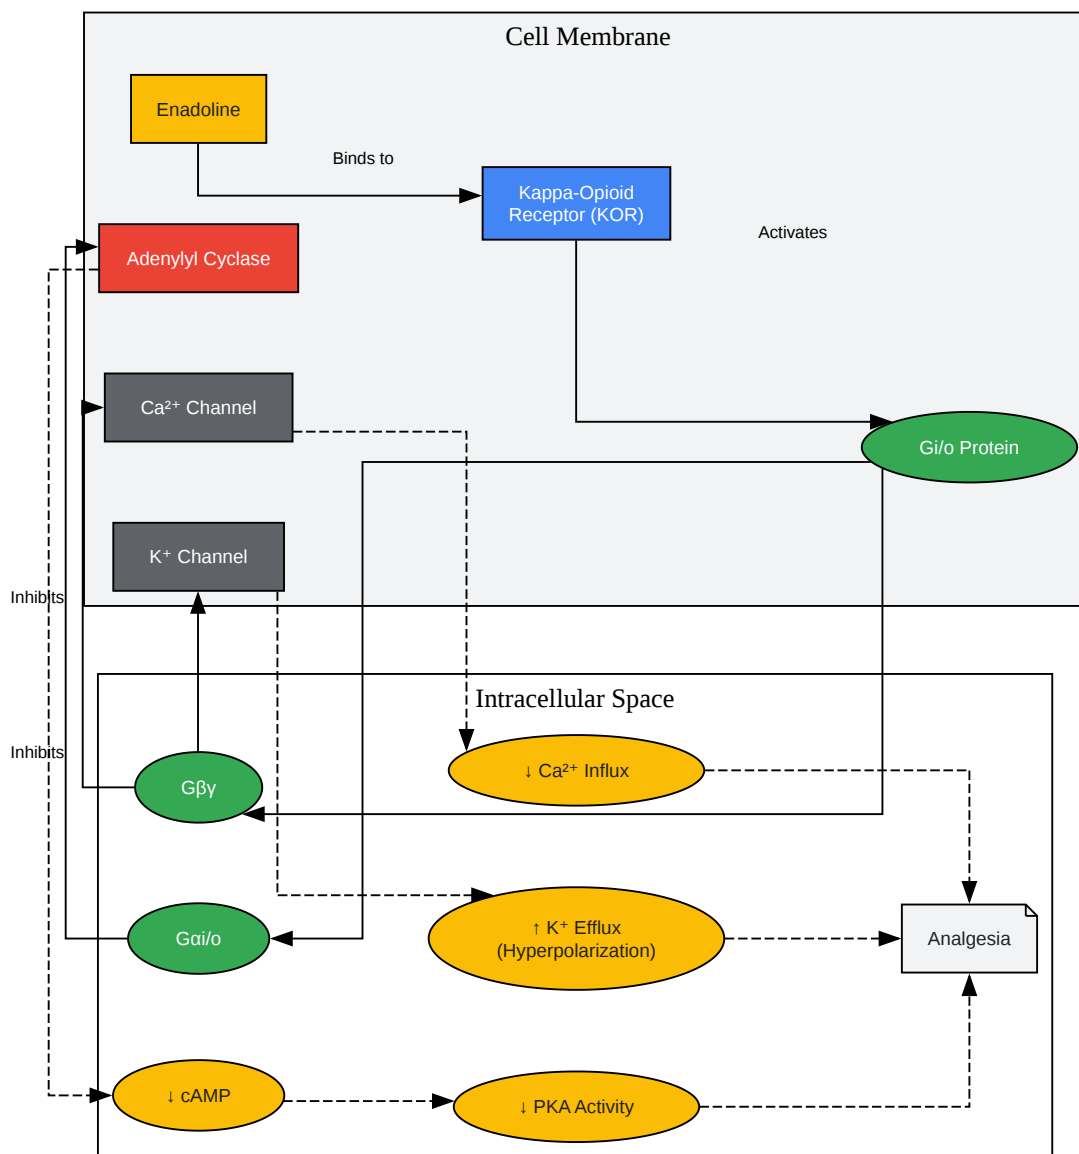 Cell Membrane
Enadoline
Binds to
Kappa-Opioid
Receptor (KOR)
Activates
Adenylyl Cyclase
Ca²⁺ Channel
Gi/o Protein
K⁺ Channel
Inhibits
Intracellular Space
Inhibits
Gβγ
↓ Ca²⁺ Influx
Gαi/o
↑ K⁺ Efflux
(Hyperpolarization)
Analgesia
↓ cAMP
↓ PKA Activity